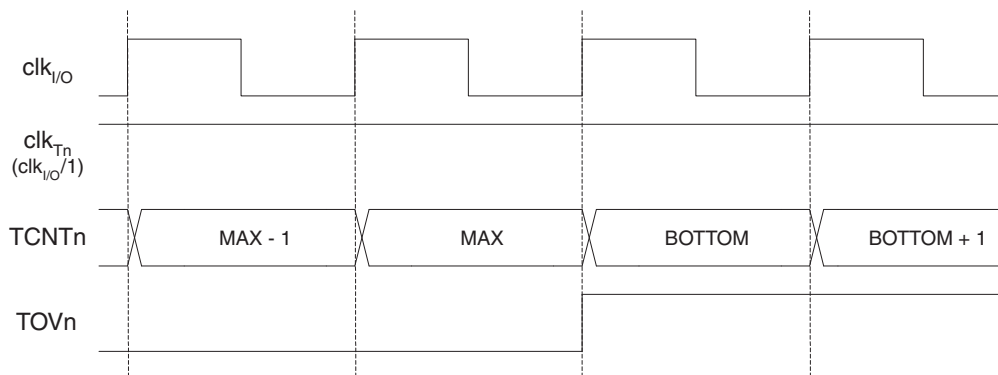 clkI/O
clkTn
(clkI/O/1)
TCNTn MAX - 1 MAX BOTTOM BOTTOM + 1
TOVn